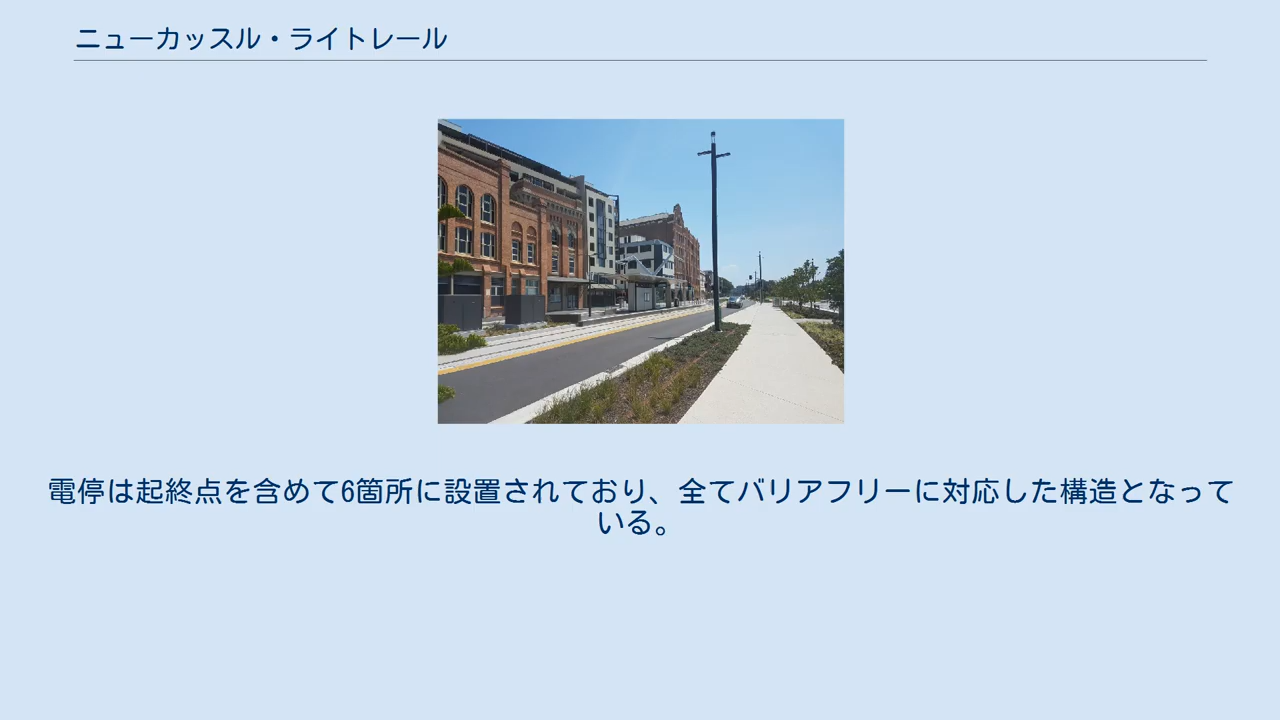 ニューカッスル・ライトレール
電停は起終点を含めて6箇所に設置されており、全てバリアフリーに対応した構造となって
いる。